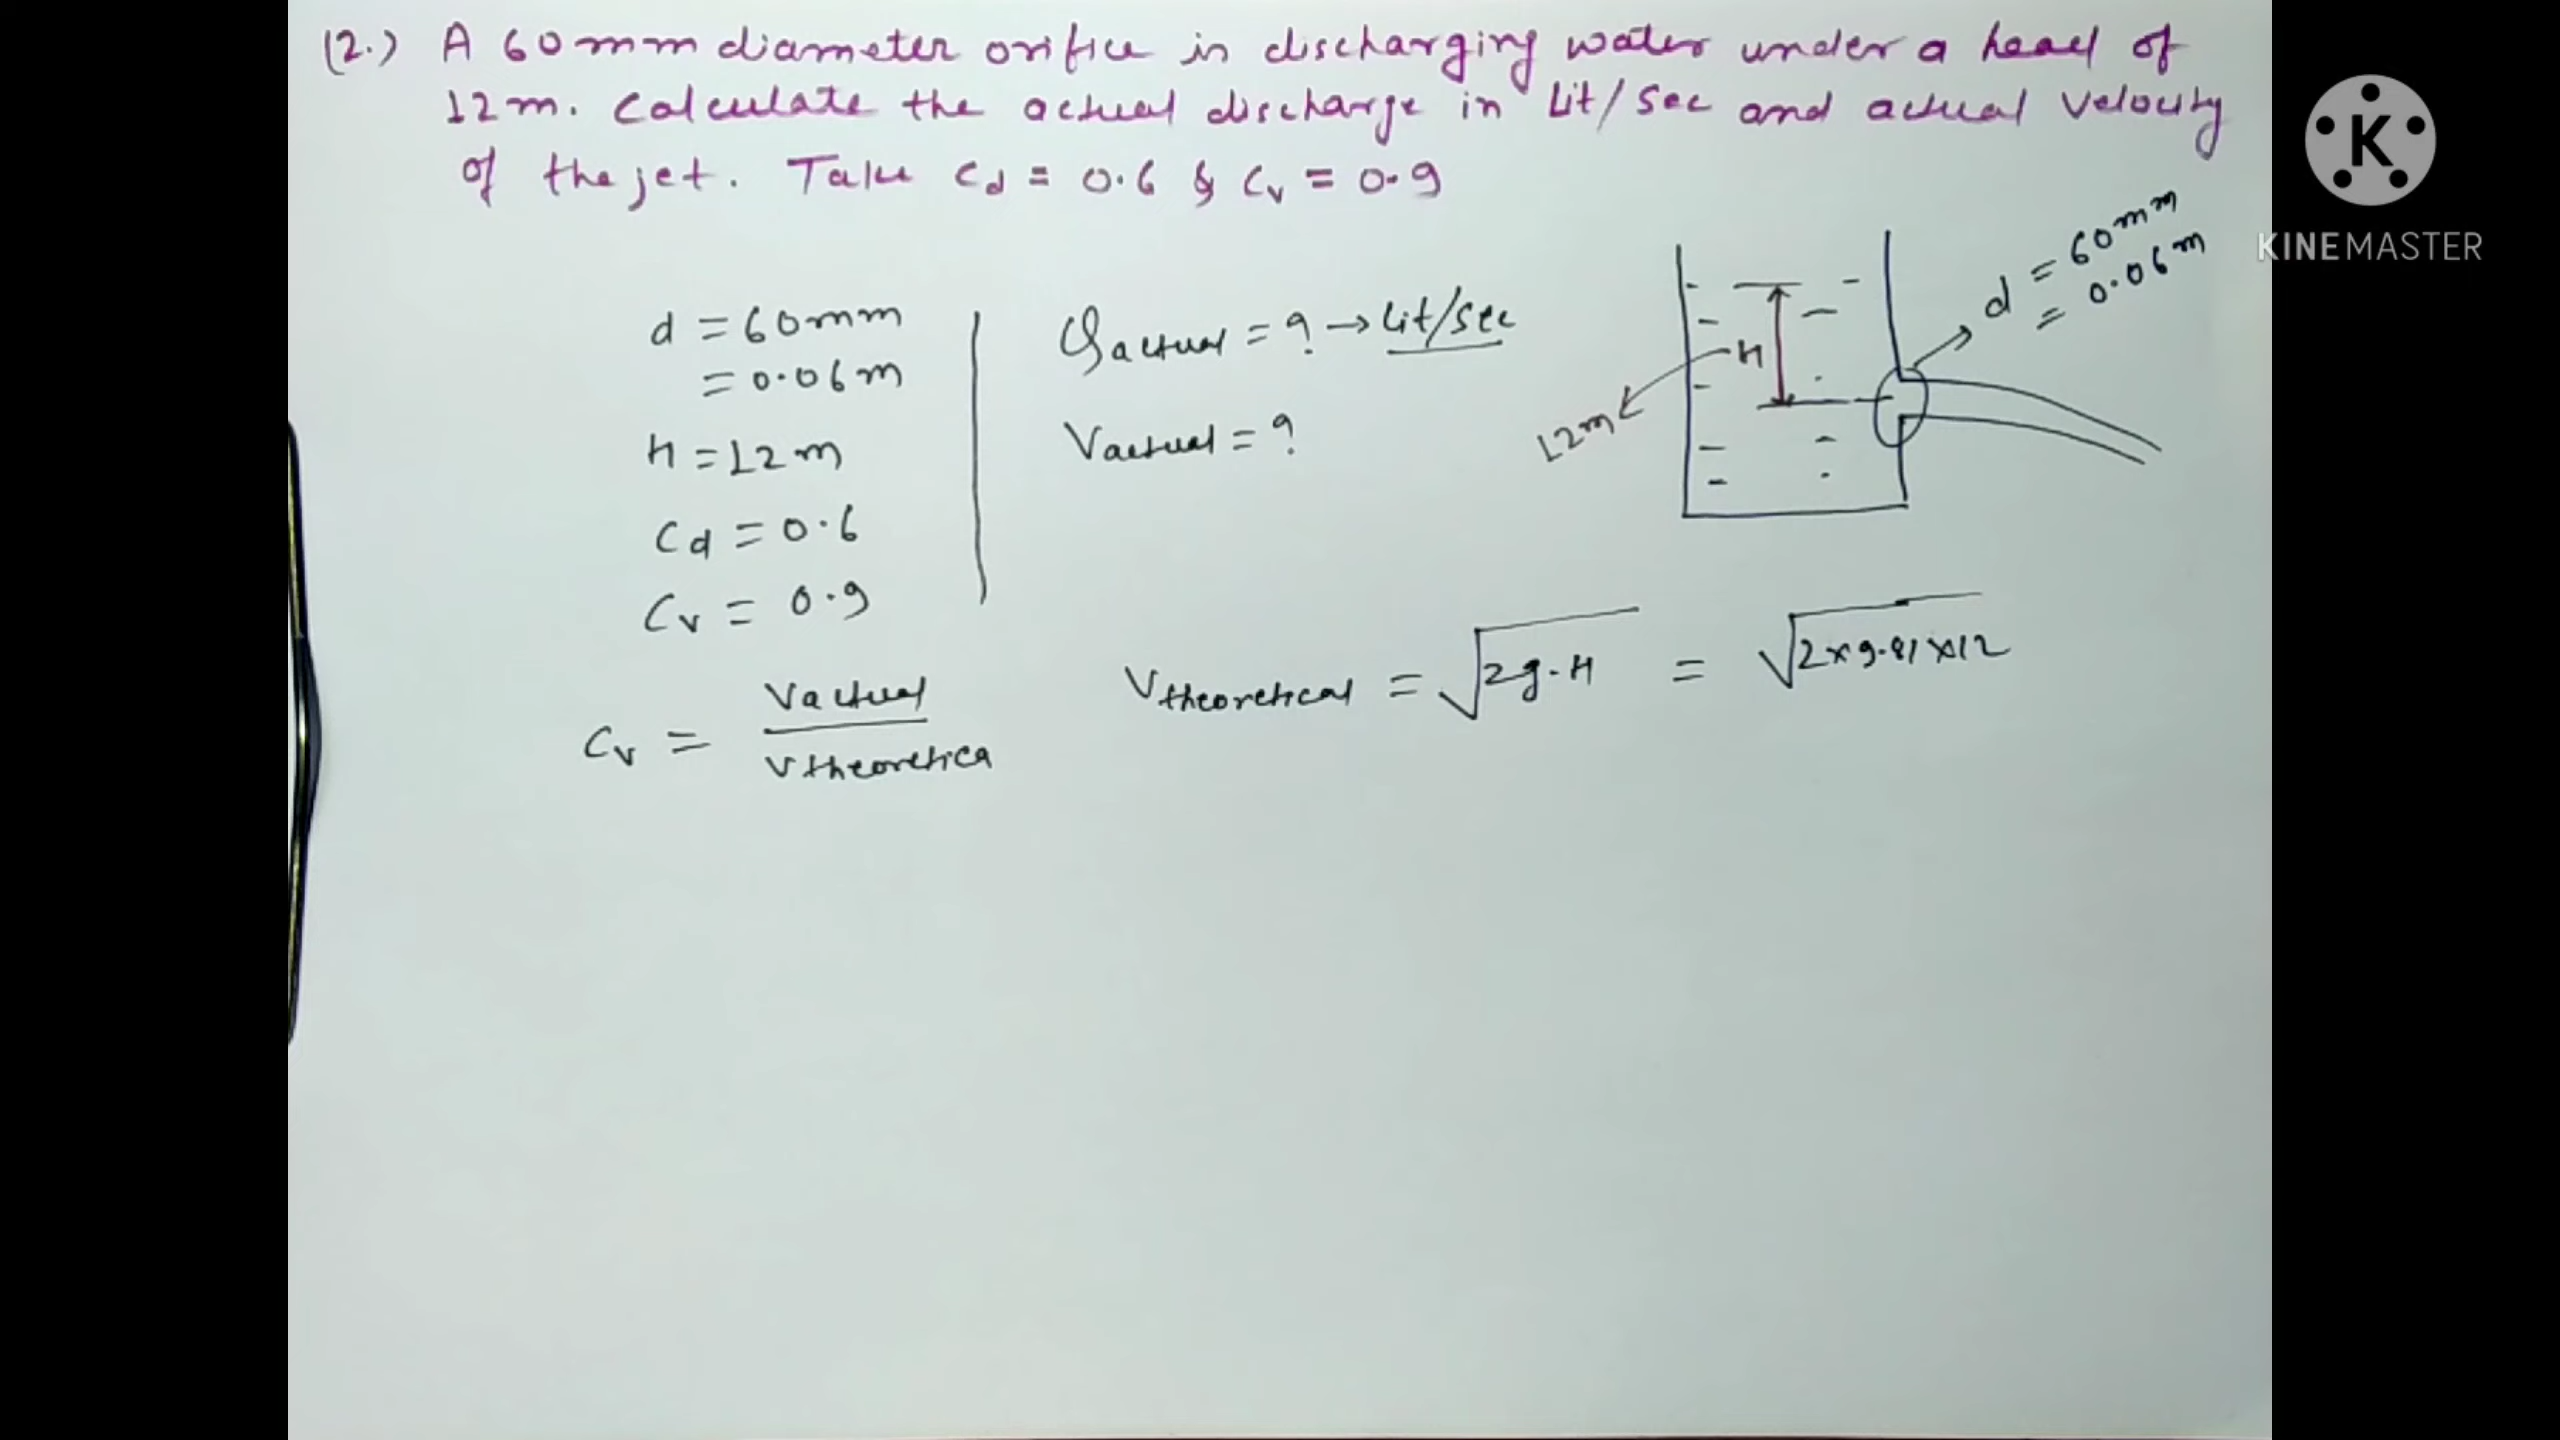 (2.) A 60mm diameter orifice is discharging water under a head of
12m. Calculate the actual discharge in Lit/Sec and actual Velocity
of the jet. Take Cd = 0.6 & Cv = 0.9
K
KINEMASTER
d = 60mm
= 0.06m
H = 12m
Cd = 0.6
Cv = 0.9
Qactual = ? → Lit/Sec
Vactual = ?
H
12m
d = 60mm
= 0.06m
Cv = Vactual / Vtheoretica
Vtheoretical = √2g.H = √2×9.81×12